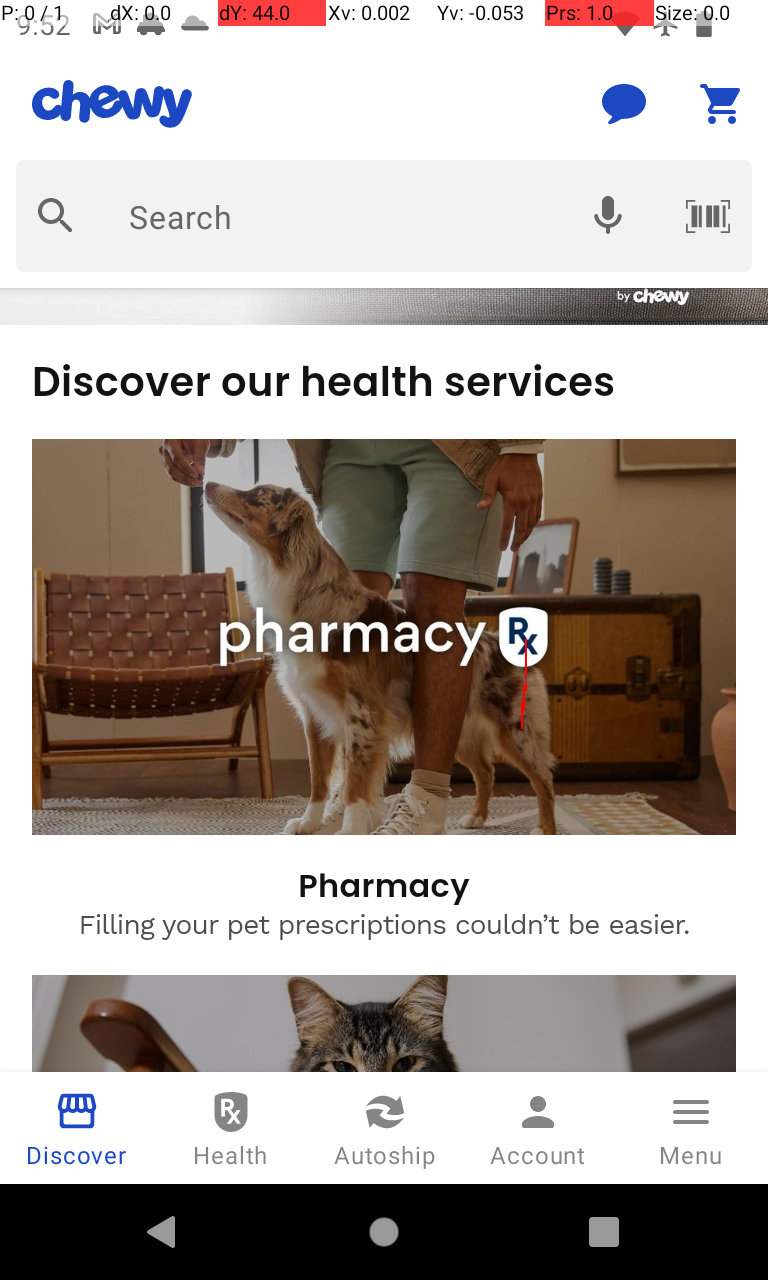 P: 0 / 1 dX: 0.0 dY: 44.0 Xv: 0.002 Yv: -0.053 Prs: 1.0 Size: 0.0
9:52
chewy
Search
by chewy
Discover our health services
pharmacy Rx
Pharmacy
Filling your pet prescriptions couldn’t be easier.
Discover Health Autoship Account Menu